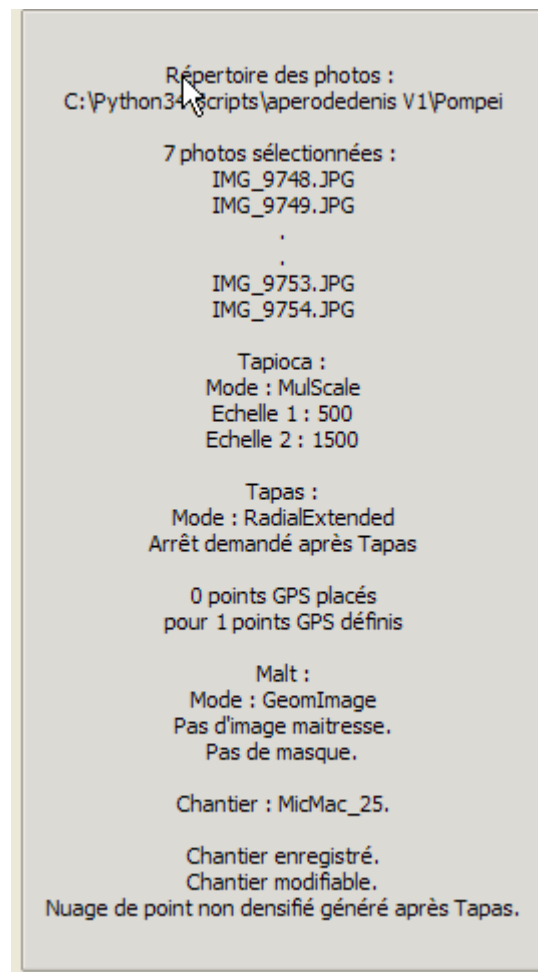 Répertoire des photos :
C:\Python34\scripts\aperodedenis V1\Pompei
7 photos sélectionnées :
IMG_9748.JPG
IMG_9749.JPG
.
.
IMG_9753.JPG
IMG_9754.JPG
Tapioca :
Mode : MulScale
Echelle 1 : 500
Echelle 2 : 1500
Tapas :
Mode : RadialExtended
Arrêt demandé après Tapas
0 points GPS placés
pour 1 points GPS définis
Malt :
Mode : GeomImage
Pas d'image maitresse.
Pas de masque.
Chantier : MicMac_25.
Chantier enregistré.
Chantier modifiable.
Nuage de point non densifié généré après Tapas.